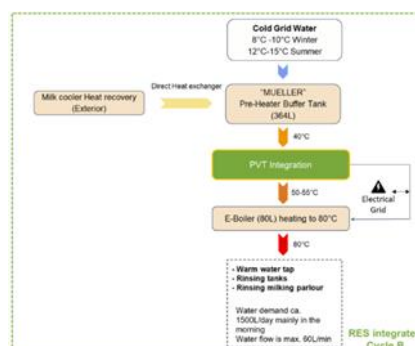 Cold Grid Water
8°C -10°C Winter
12°C-15°C Summer
Direct Heat exchanger
Milk cooler Heat recovery
(Exterior)
"MUELLER"
Pre-Heater Buffer Tank
(364L)
40°C
PVT Integration
50-55°C
Electrical
Grid
E-Boiler (80L) heating to 80°C
80°C
- Warm water tap
- Rinsing tanks
- Rinsing milking parlour
Water demand ca.
1500L/day mainly in the
morning
Water flow is max. 60L/min
RES integrate
Cycle B